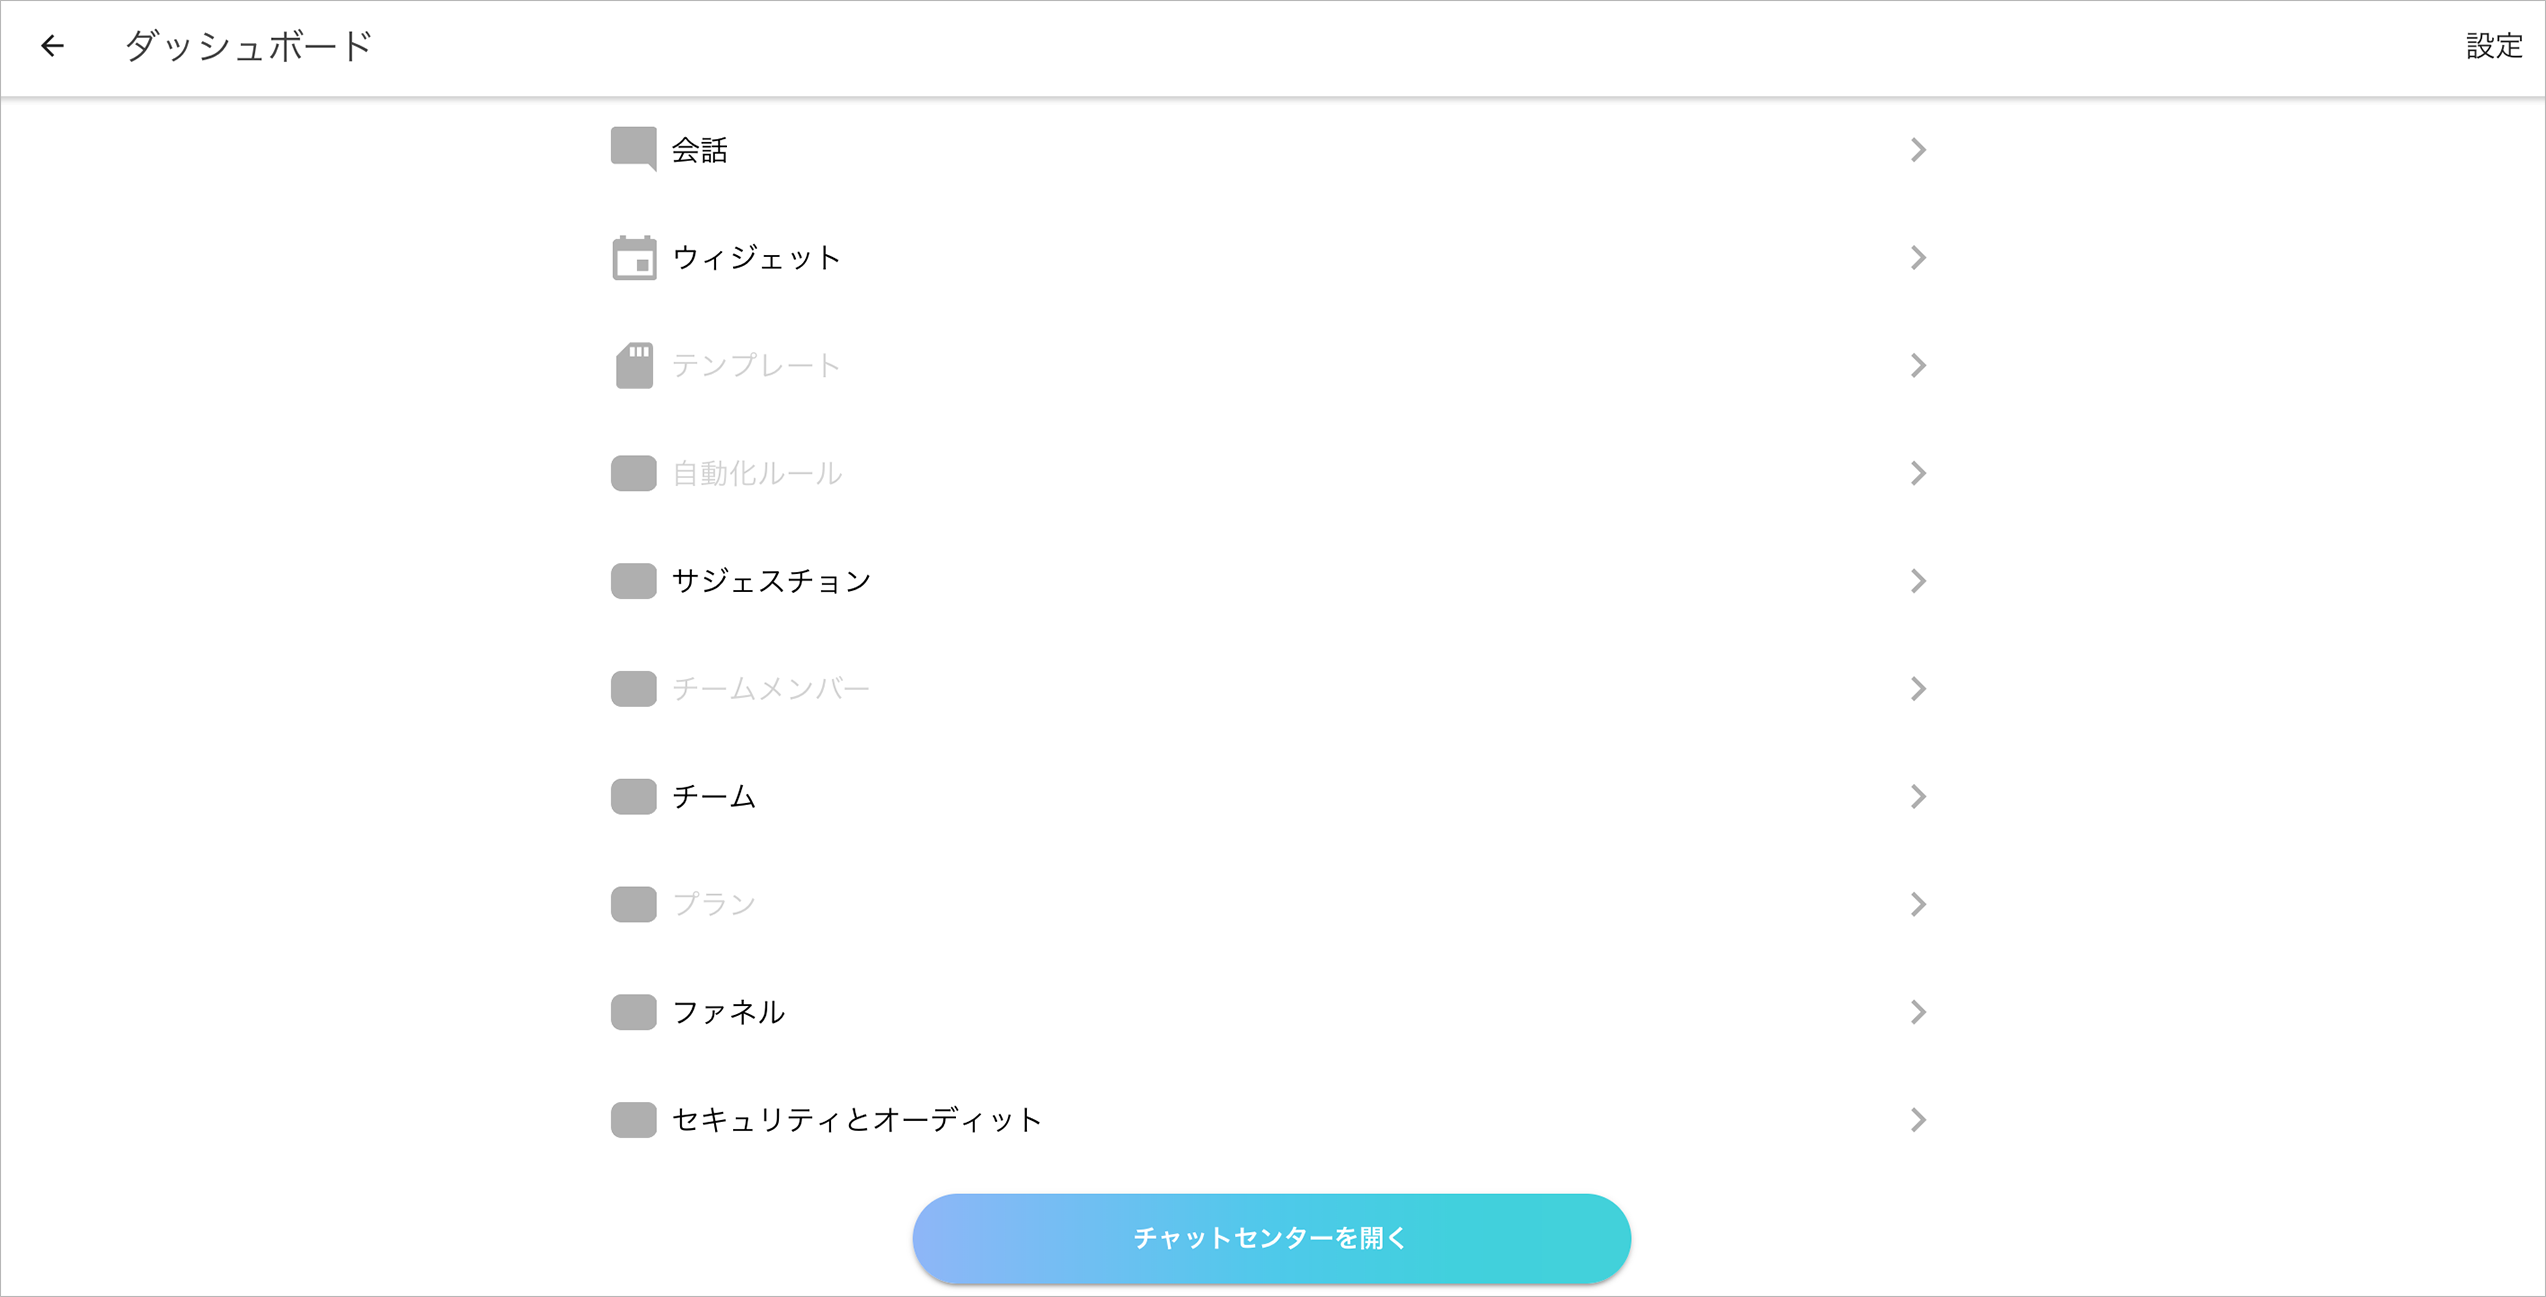 ダッシュボード
設定
会話
ウィジェット
テンプレート
自動化ルール
サジェスチョン
チームメンバー
チーム
プラン
ファネル
セキュリティとオーディット
チャットセンターを開く